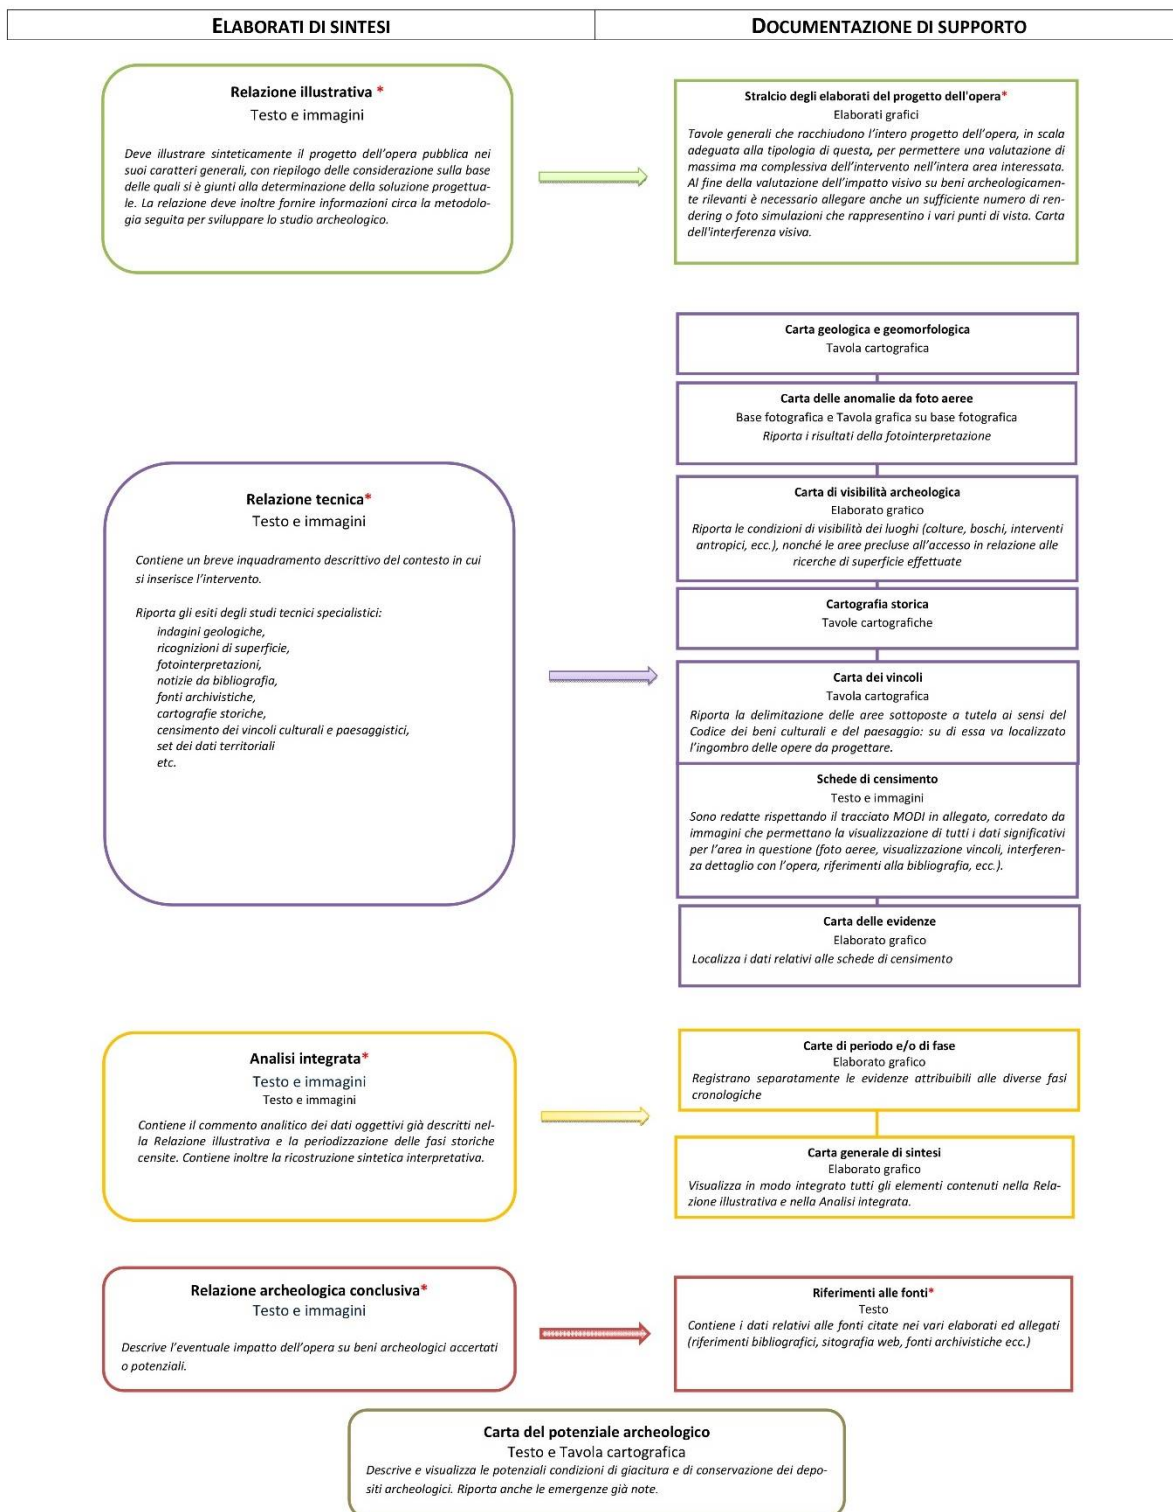 ELABORATI DI SINTESI
DOCUMENTAZIONE DI SUPPORTO
Relazione illustrativa *
Testo e immagini
Deve illustrare sinteticamente il progetto dell'opera pubblica nei
suoi caratteri generali, con riepilogo delle considerazione sulla base
delle quali si è giunti alla determinazione della soluzione progettua-
le. La relazione deve inoltre fornire informazioni circa la metodolo-
gia seguita per sviluppare lo studio archeologico.
Stralcio degli elaborati del progetto dell'opera*
Elaborati grafici
Tavole generali che racchiudono l'intero progetto dell'opera, in scala
adeguata alla tipologia di questa, per permettere una valutazione di
massima ma complessiva dell'intervento nell'intera area interessata.
Al fine della valutazione dell'impatto visivo su beni archeologicamen-
te rilevanti è necessario allegare anche un sufficiente numero di ren-
dering o foto simulazioni che rappresentino i vari punti di vista. Carta
dell'interferenza visiva.
Relazione tecnica*
Testo e immagini
Contiene un breve inquadramento descrittivo del contesto in cui
si inserisce l'intervento.
Riporta gli esiti degli studi tecnici specialistici:
indagini geologiche,
ricognizioni di superficie,
fotointerpretazioni,
notizie da bibliografia,
fonti archivistiche,
cartografie storiche,
censimento dei vincoli culturali e paesaggistici,
set dei dati territoriali
etc.
Carta geologica e geomorfologica
Tavola cartografica
Carta delle anomalie da foto aeree
Base fotografica e Tavola grafica su base fotografica
Riporta i risultati della fotointerpretazione
Carta di visibilità archeologica
Elaborato grafico
Riporta le condizioni di visibilità dei luoghi (colture, boschi, interventi
antropici, ecc.), nonché le aree precluse all'accesso in relazione alle
ricerche di superficie effettuate
Cartografia storica
Tavole cartografiche
Carta dei vincoli
Tavola cartografica
Riporta la delimitazione delle aree sottoposte a tutela ai sensi del
Codice dei beni culturali e del paesaggio: su di essa va localizzato
l'ingombro delle opere da progettare.
Schede di censimento
Testo e immagini
Sono redatte rispettando il tracciato MODI in allegato, corredato da
immagini che permettano la visualizzazione di tutti i dati significativi
per l'area in questione (foto aeree, visualizzazione vincoli, interferen-
za dettaglio con l'opera, riferimenti alla bibliografia, ecc.).
Carta delle evidenze
Elaborato grafico
Localizza i dati relativi alle schede di censimento
Analisi integrata*
Testo e immagini
Testo e immagini
Contiene il commento analitico dei dati oggettivi già descritti nel-
la Relazione illustrativa e la periodizzazione delle fasi storiche
censite. Contiene inoltre la ricostruzione sintetica interpretativa.
Carte di periodo e/o di fase
Elaborato grafico
Registrano separatamente le evidenze attribuibili alle diverse fasi
cronologiche
Carta generale di sintesi
Elaborato grafico
Visualizza in modo integrato tutti gli elementi contenuti nella Rela-
zione illustrativa e nella Analisi integrata.
Relazione archeologica conclusiva*
Testo e immagini
Descrive l'eventuale impatto dell'opera su beni archeologici accertati
o potenziali.
Riferimenti alle fonti*
Testo
Contiene i dati relativi alle fonti citate nei vari elaborati ed allegati
(riferimenti bibliografici, sitografia web, fonti archivistiche ecc.)
Carta del potenziale archeologico
Testo e Tavola cartografica
Descrive e visualizza le potenziali condizioni di giacitura e di conservazione dei depo-
siti archeologici. Riporta anche le emergenze già note.